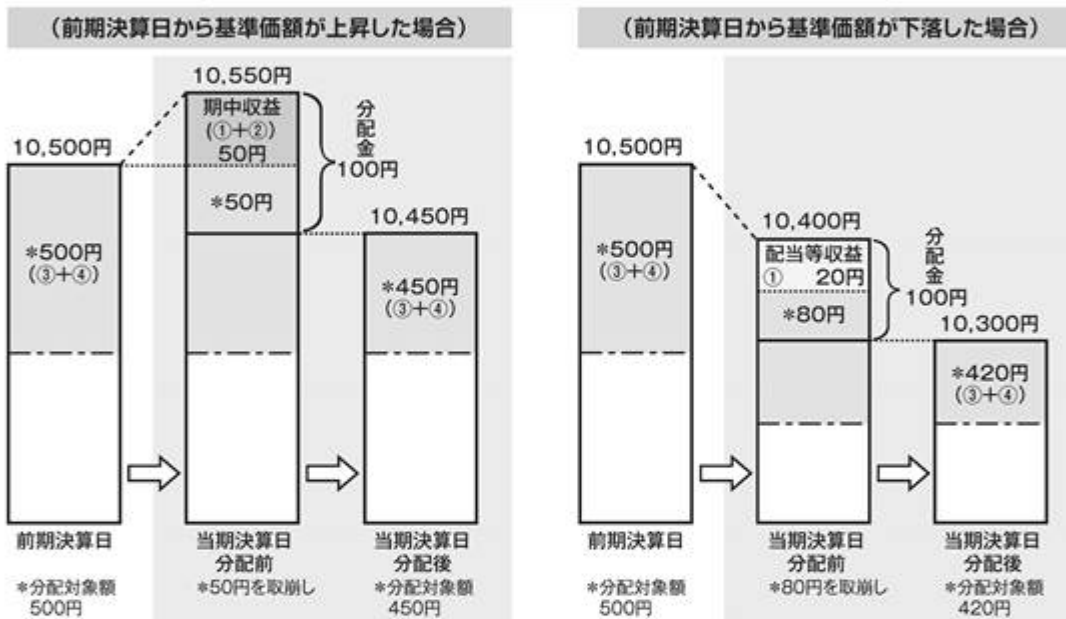 (前期決算日から基準価額が上昇した場合)
10,500円
*500円
(③+④)
10,550円
期中収益
(①+②)
50円
*50円
分配金
100円
10,450円
*450円
(③+④)
前期決算日
当期決算日
分配前
当期決算日
分配後
*分配対象額
500円
*50円を取崩し
*分配対象額
450円
(前期決算日から基準価額が下落した場合)
10,500円
*500円
(③+④)
10,400円
配当等収益
① 20円
*80円
分配金
100円
10,300円
*420円
(③+④)
前期決算日
当期決算日
分配前
当期決算日
分配後
*分配対象額
500円
*80円を取崩し
*分配対象額
420円